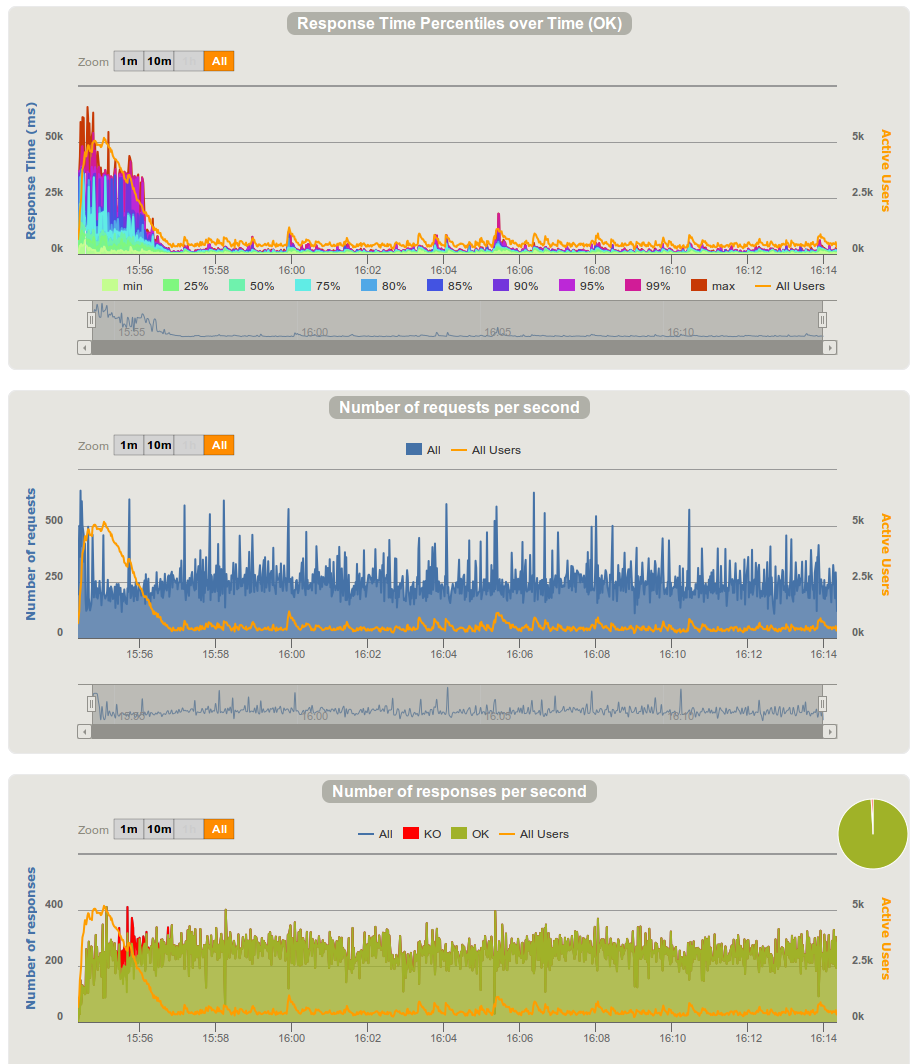 Response Time Percentiles over Time (OK)
Zoom 1m 10m 1h All
Response Time (ms)
50k
25k
0k
5k
2.5k
0k
Active Users
15:56 15:58 16:00 16:02 16:04 16:06 16:08 16:10 16:12 16:14
min 25% 50% 75% 80% 85% 90% 95% 99% max All Users
15:55 16:00 16:05 16:10
Number of requests per second
Zoom 1m 10m 1h All
All All Users
Number of requests
500
250
0
5k
2.5k
0k
Active Users
15:56 15:58 16:00 16:02 16:04 16:06 16:08 16:10 16:12 16:14
15:55 16:00 16:05 16:10
Number of responses per second
Zoom 1m 10m 1h All
All KO OK All Users
Number of responses
400
200
0
5k
2.5k
0k
Active Users
15:56 15:58 16:00 16:02 16:04 16:06 16:08 16:10 16:12 16:14